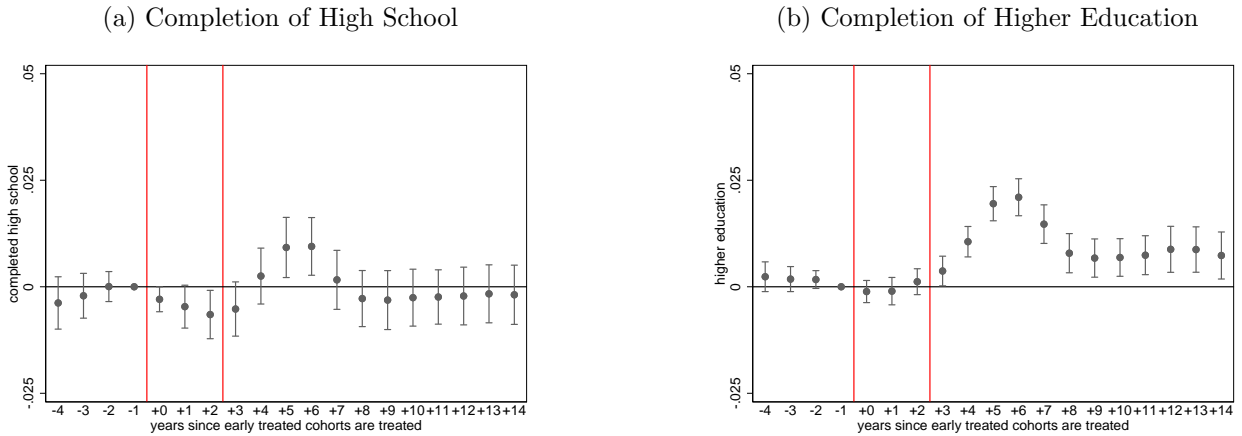 (a) Completion of High School
.05
.025
0
-.025
completed high school
-4 -3 -2 -1 +0 +1 +2 +3 +4 +5 +6 +7 +8 +9 +10 +11 +12 +13 +14
years since early treated cohorts are treated
(b) Completion of Higher Education
.05
.025
0
-.025
higher education
-4 -3 -2 -1 +0 +1 +2 +3 +4 +5 +6 +7 +8 +9 +10 +11 +12 +13 +14
years since early treated cohorts are treated